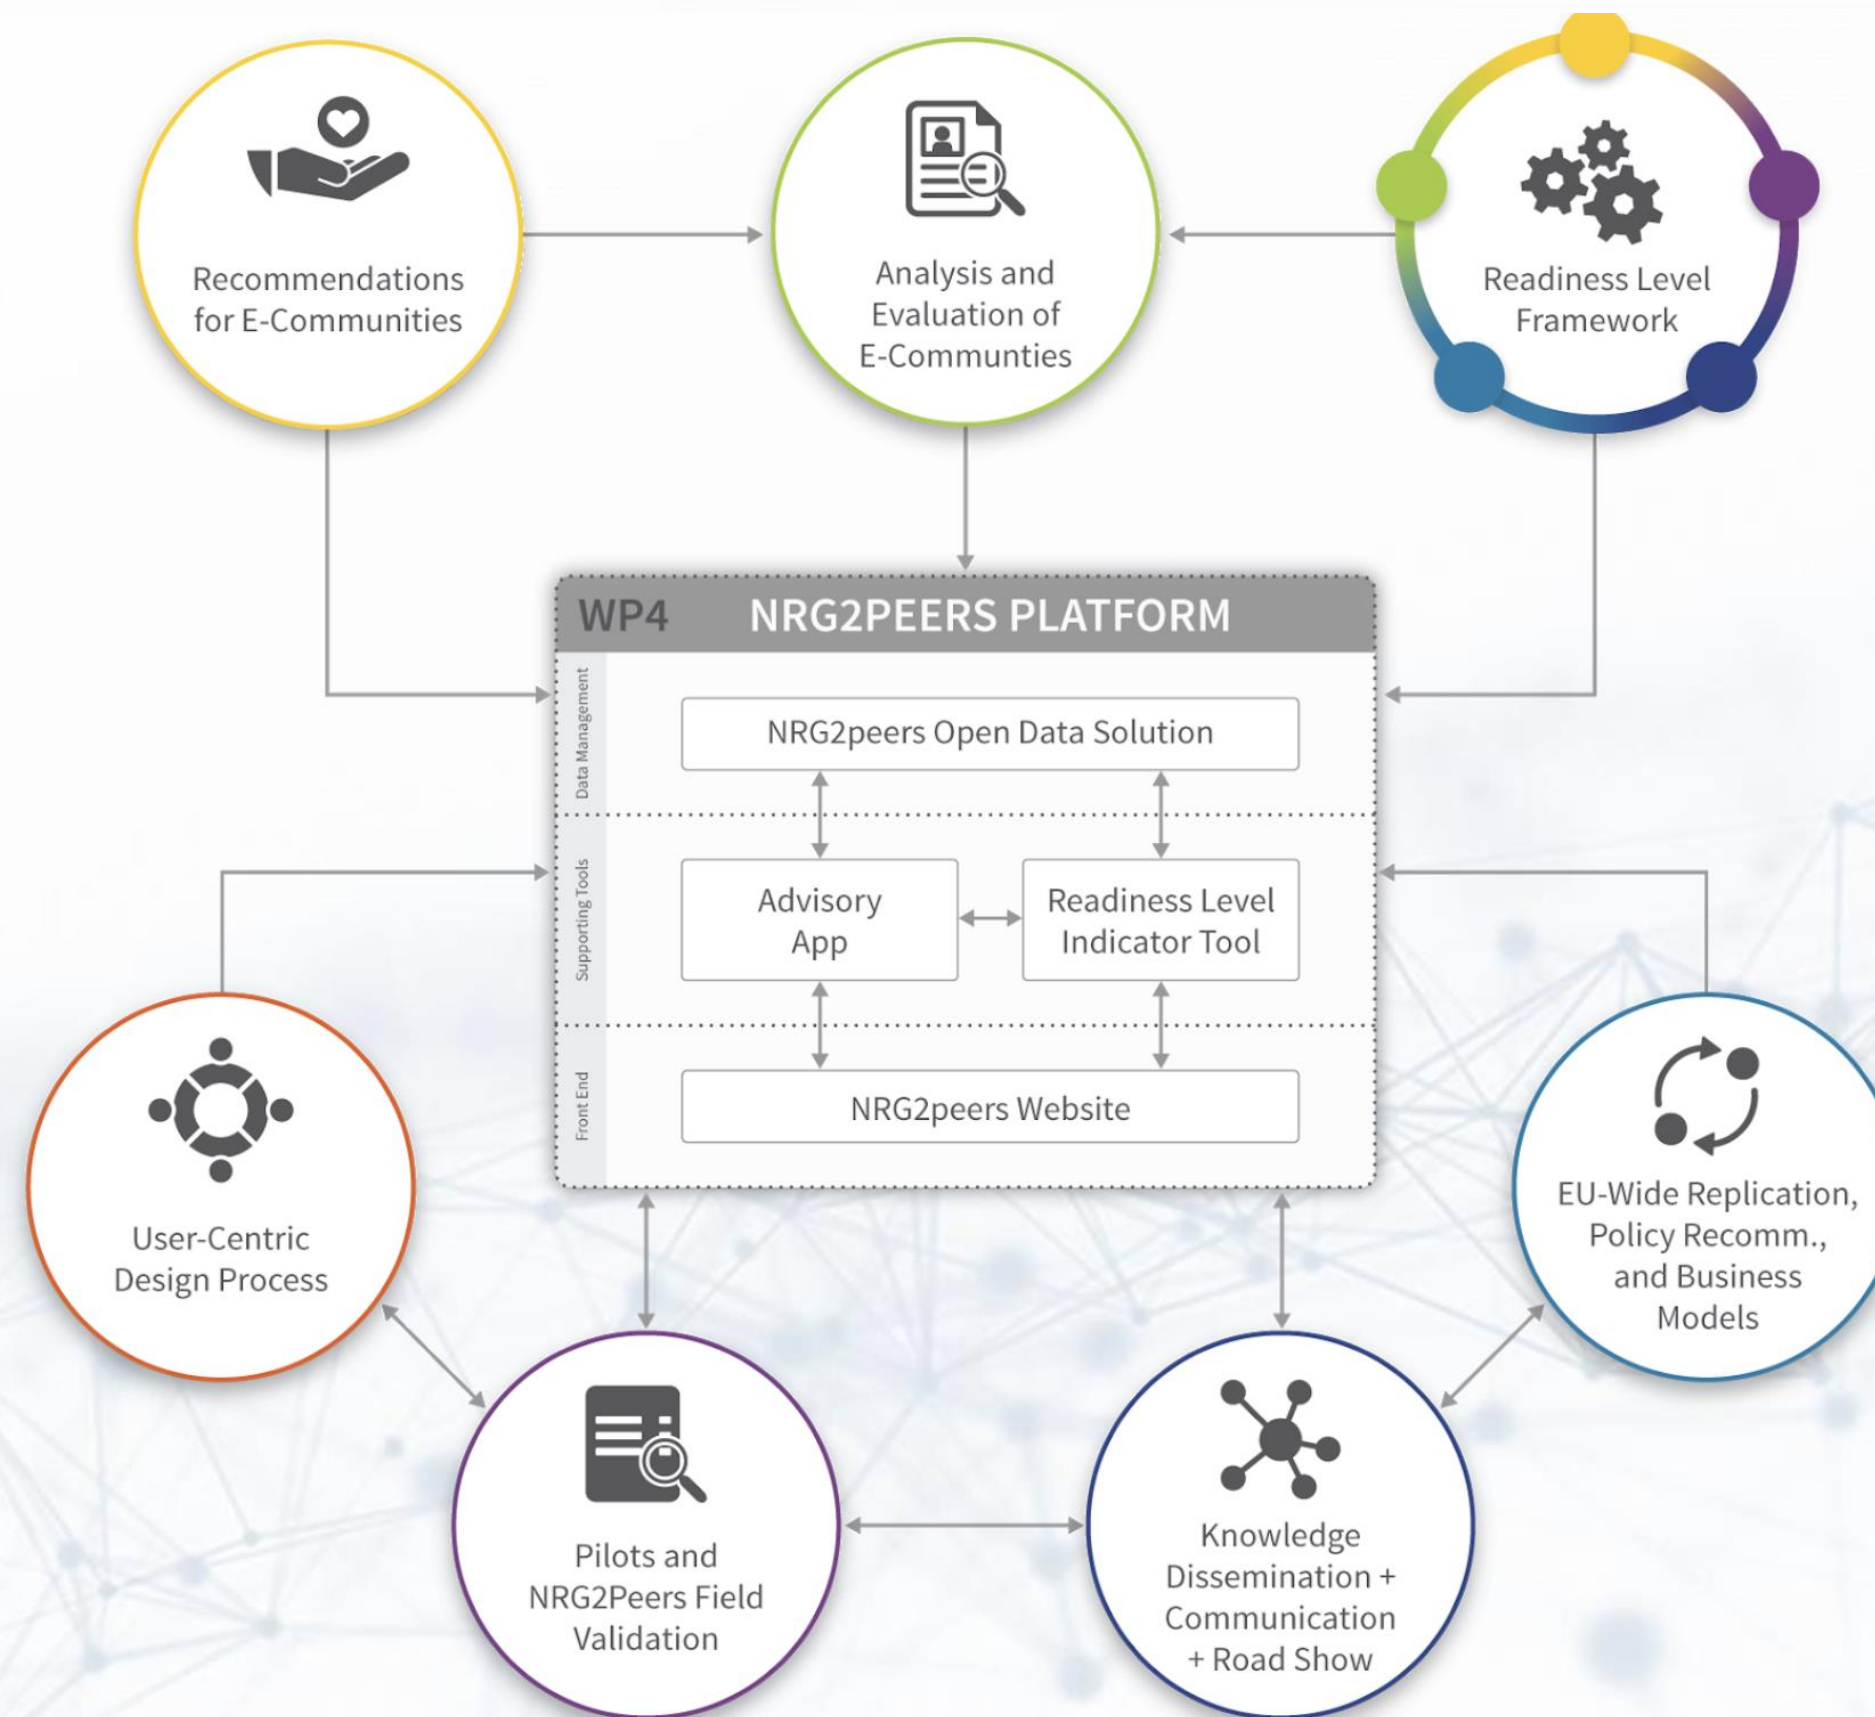 Recommendations
for E-Communities
Analysis and
Evaluation of
E-Communties
Readiness Level
Framework
WP4 NRG2PEERS PLATFORM
Data Management
NRG2peers Open Data Solution
Supporting Tools
Advisory
App
Readiness Level
Indicator Tool
Front End
NRG2peers Website
User-Centric
Design Process
EU-Wide Replication,
Policy Recomm.,
and Business
Models
Pilots and
NRG2Peers Field
Validation
Knowledge
Dissemination +
Communication
+ Road Show